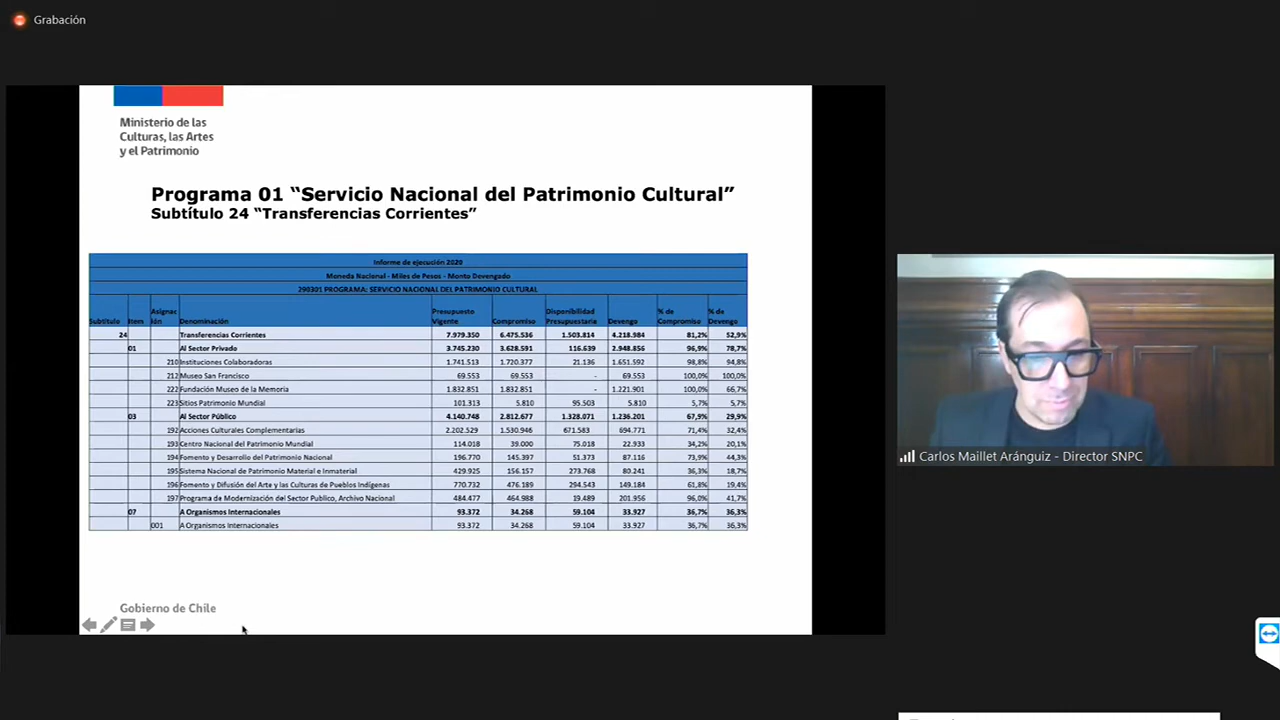 Grabación
Ministerio de las
Culturas, las Artes
y el Patrimonio
Programa 01 “Servicio Nacional del Patrimonio Cultural”
Subtítulo 24 “Transferencias Corrientes”
Informe de ejecución 2020
Moneda Nacional - Miles de Pesos - Monto Devengado
290301 PROGRAMA: SERVICIO NACIONAL DEL PATRIMONIO CULTURAL
Subtítulo Item Asignac ión Denominación Presupuesto Vigente Compromiso Disponibilidad Presupuestaria Devengo % de Compromiso % de Devengo
24 Transferencias Corrientes 7.979.350 6.475.536 1.503.814 4.218.984 81,2% 52,9%
01 Al Sector Privado 3.745.230 3.628.591 116.639 2.948.856 96,9% 78,7%
210 Instituciones Colaboradoras 1.741.513 1.720.377 21.136 1.651.592 98,8% 94,8%
212 Museo San Francisco 69.553 69.553 - 69.553 100,0% 100,0%
222 Fundación Museo de la Memoria 1.832.851 1.832.851 - 1.221.901 100,0% 66,7%
223 Sitios Patrimonio Mundial 101.313 5.810 95.503 5.810 5,7% 5,7%
03 Al Sector Público 4.140.748 2.812.677 1.328.071 1.236.201 67,9% 29,9%
192 Acciones Culturales Complementarias 2.202.529 1.530.946 671.583 694.771 71,4% 32,4%
193 Centro Nacional del Patrimonio Mundial 114.018 39.000 75.018 22.933 34,2% 20,1%
194 Fomento y Desarrollo del Patrimonio Nacional 196.770 145.397 51.373 87.116 73,9% 44,3%
195 Sistema Nacional de Patrimonio Material e Inmaterial 429.925 156.157 273.768 80.241 36,3% 18,7%
196 Fomento y Difusión del Arte y las Culturas de Pueblos Indígenas 770.732 476.189 294.543 149.184 61,8% 19,4%
197 Programa de Modernización del Sector Publico, Archivo Nacional 484.477 464.988 19.489 201.956 96,0% 41,7%
07 A Organismos Internacionales 93.372 34.268 59.104 33.927 36,7% 36,3%
001 A Organismos Internacionales 93.372 34.268 59.104 33.927 36,7% 36,3%
Gobierno de Chile
Carlos Maillet Aránguiz - Director SNPC